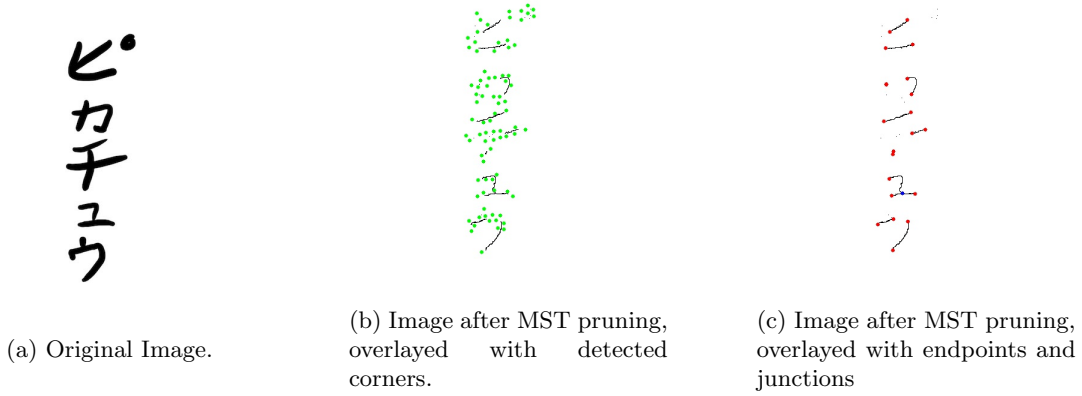 ピカチュウ
(a) Original Image.
(b) Image after MST pruning,
overlayed with detected
corners.
(c) Image after MST pruning,
overlayed with endpoints and
junctions